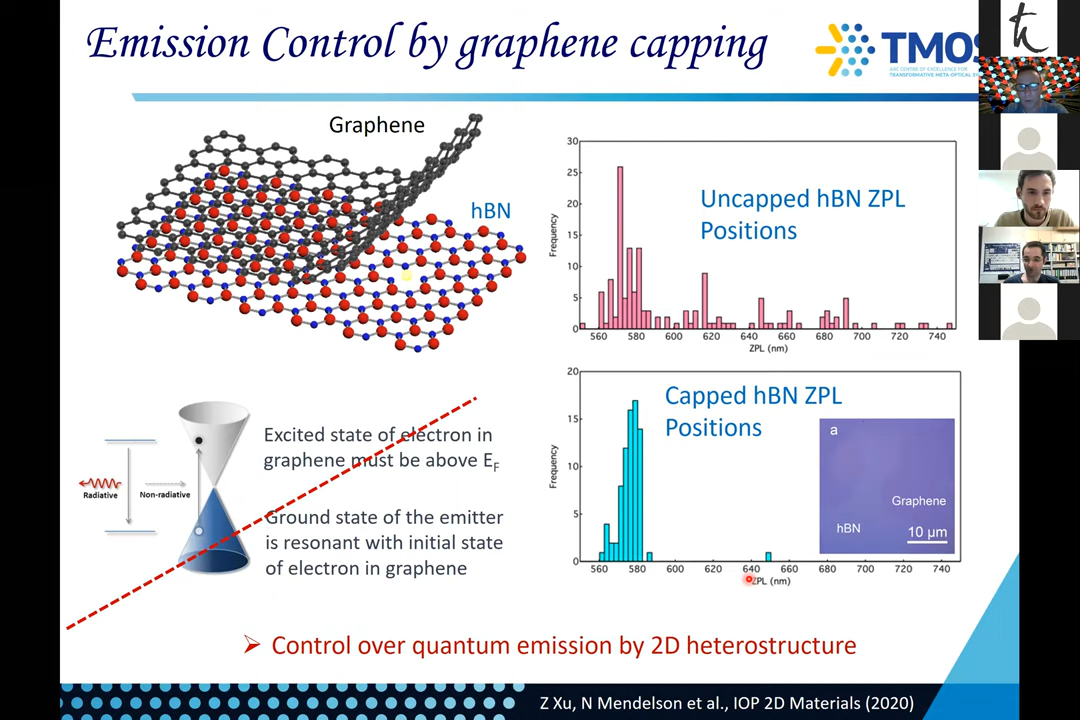 Emission Control by graphene capping
TMOS
ARC CENTRE OF EXCELLENCE FOR
TRANSFORMATIVE META-OPTICAL
Graphene
hBN
Uncapped hBN ZPL
Positions
Frequency
30
25
20
15
10
5
0
560 580 600 620 640 660 680 700 720 740
ZPL (nm)
Capped hBN ZPL
Positions
Frequency
20
15
10
5
0
560 580 600 620 640 660 680 700 720 740
ZPL (nm)
a
Graphene
hBN
10 µm
Radiative
Non-radiative
Excited state of electron in
graphene must be above EF
Ground state of the emitter
is resonant with initial state
of electron in graphene
➢ Control over quantum emission by 2D heterostructure
Z Xu, N Mendelson et al., IOP 2D Materials (2020)